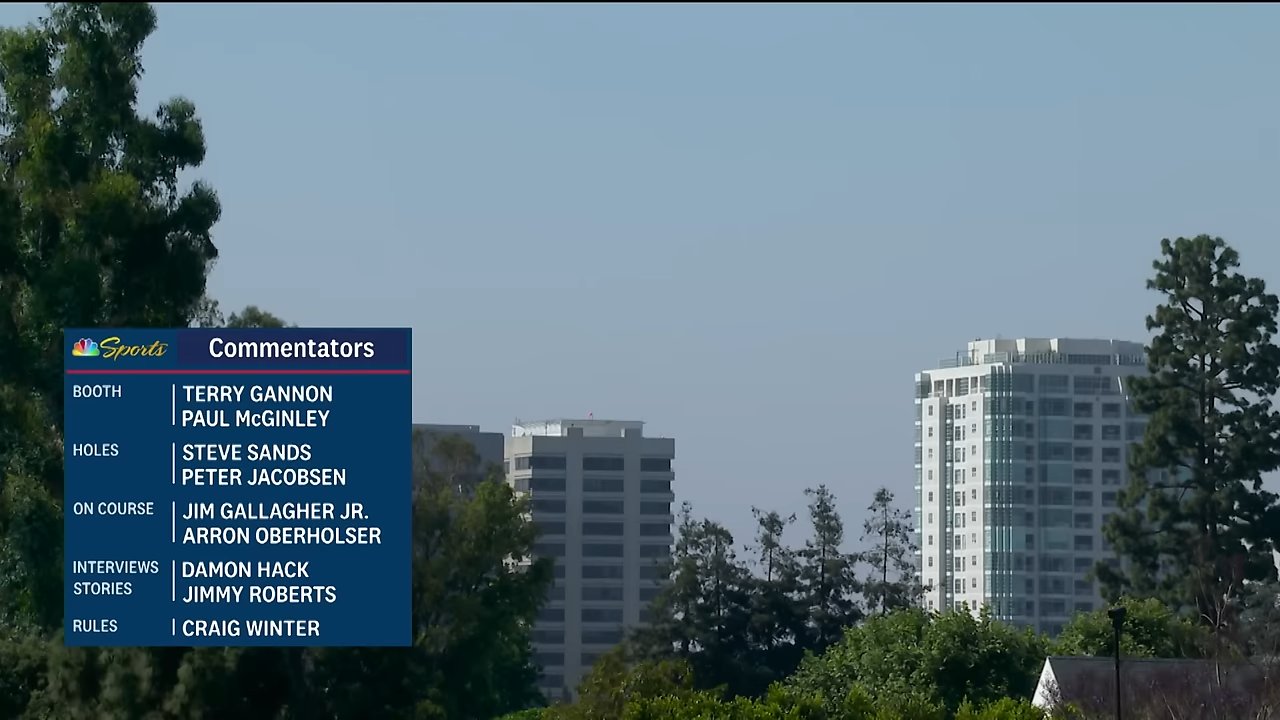 Sports Commentators
BOOTH TERRY GANNON
PAUL McGINLEY
HOLES STEVE SANDS
PETER JACOBSEN
ON COURSE JIM GALLAGHER JR.
ARRON OBERHOLSER
INTERVIEWS DAMON HACK
STORIES JIMMY ROBERTS
RULES CRAIG WINTER